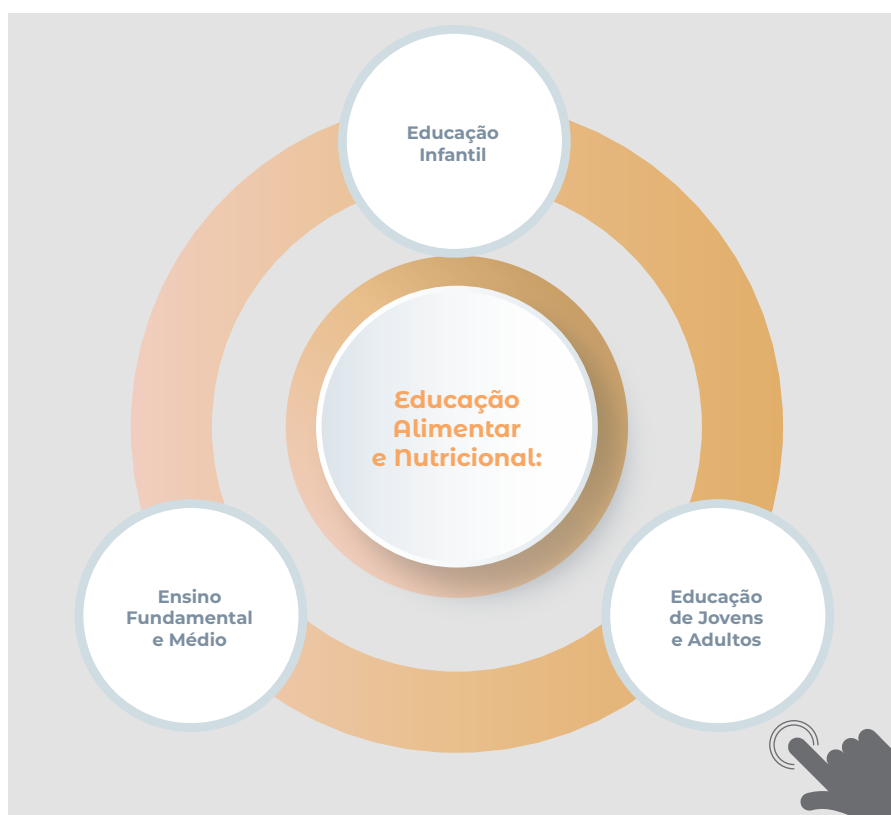 Educação
Infantil
Educação
Alimentar
e Nutricional:
Ensino
Fundamental
e Médio
Educação
de Jovens
e Adultos